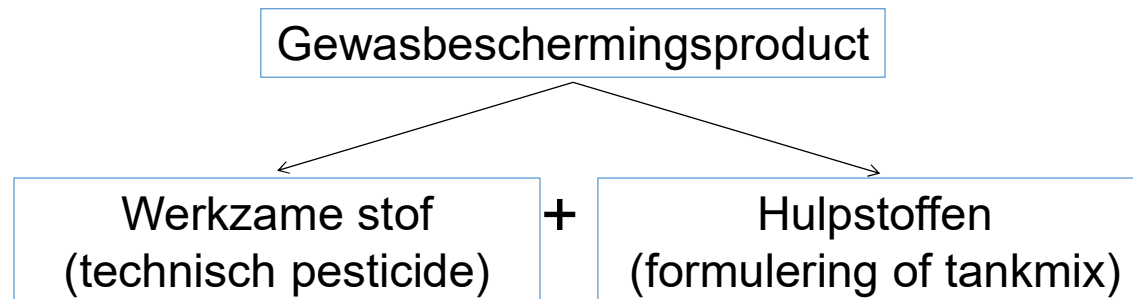 Gewasbeschermingsproduct
Werkzame stof
(technisch pesticide)
+
Hulpstoffen
(formulering of tankmix)